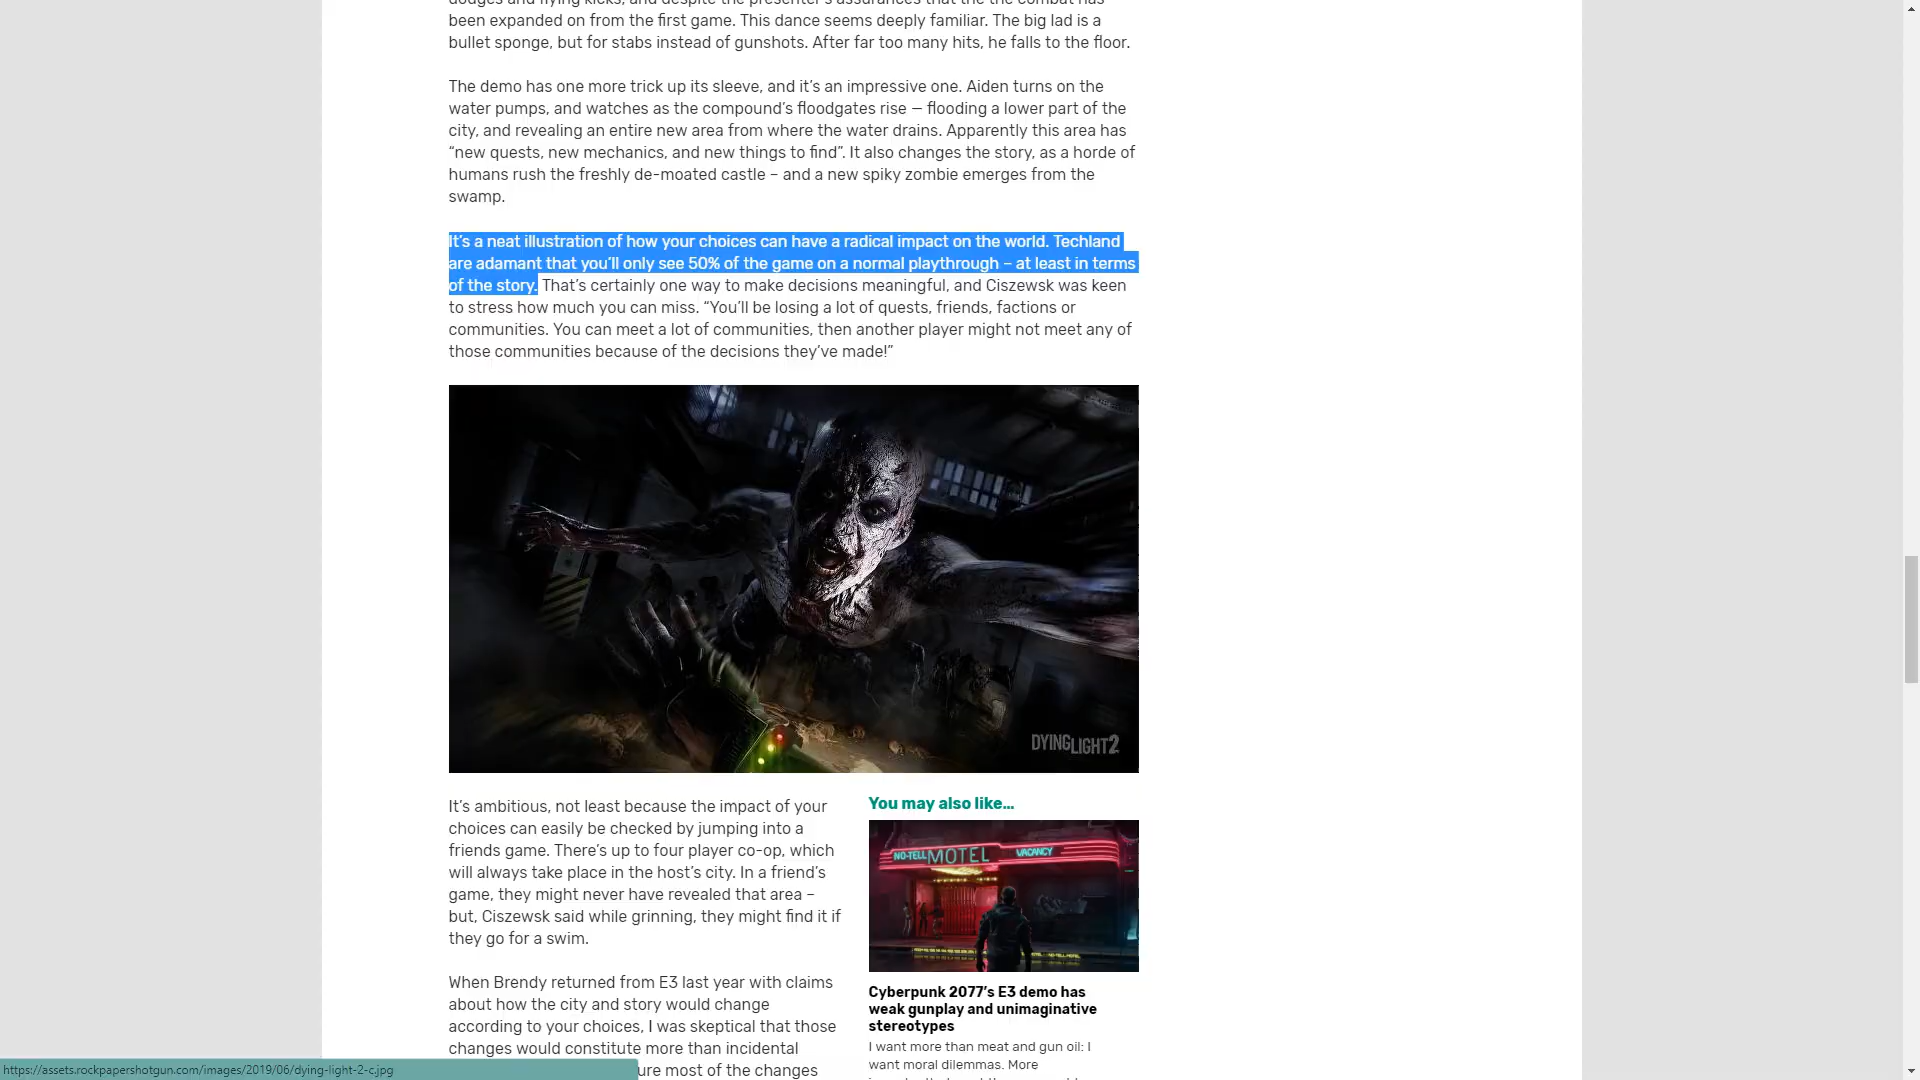 been expanded on from the first game. This dance seems deeply familiar. The big lad is a
bullet sponge, but for stabs instead of gunshots. After far too many hits, he falls to the floor.
The demo has one more trick up its sleeve, and it’s an impressive one. Aiden turns on the
water pumps, and watches as the compound’s floodgates rise — flooding a lower part of the
city, and revealing an entire new area from where the water drains. Apparently this area has
“new quests, new mechanics, and new things to find”. It also changes the story, as a horde of
humans rush the freshly de-moated castle – and a new spiky zombie emerges from the
swamp.
It’s a neat illustration of how your choices can have a radical impact on the world. Techland
are adamant that you’ll only see 50% of the game on a normal playthrough – at least in terms
of the story. That’s certainly one way to make decisions meaningful, and Ciszewsk was keen
to stress how much you can miss. “You’ll be losing a lot of quests, friends, factions or
communities. You can meet a lot of communities, then another player might not meet any of
those communities because of the decisions they’ve made!”
DYING LIGHT 2
It’s ambitious, not least because the impact of your
choices can easily be checked by jumping into a
friends game. There’s up to four player co-op, which
will always take place in the host’s city. In a friend’s
game, they might never have revealed that area –
but, Ciszewsk said while grinning, they might find it if
they go for a swim.
When Brendy returned from E3 last year with claims
about how the city and story would change
according to your choices, I was skeptical that those
changes would constitute more than incidental
ure most of the changes
You may also like…
NO-TELL MOTEL VACANCY
Cyberpunk 2077’s E3 demo has
weak gunplay and unimaginative
stereotypes
I want more than meat and gun oil: I
want moral dilemmas. More
https://assets.rockpapershotgun.com/images/2019/06/dying-light-2-c.jpg